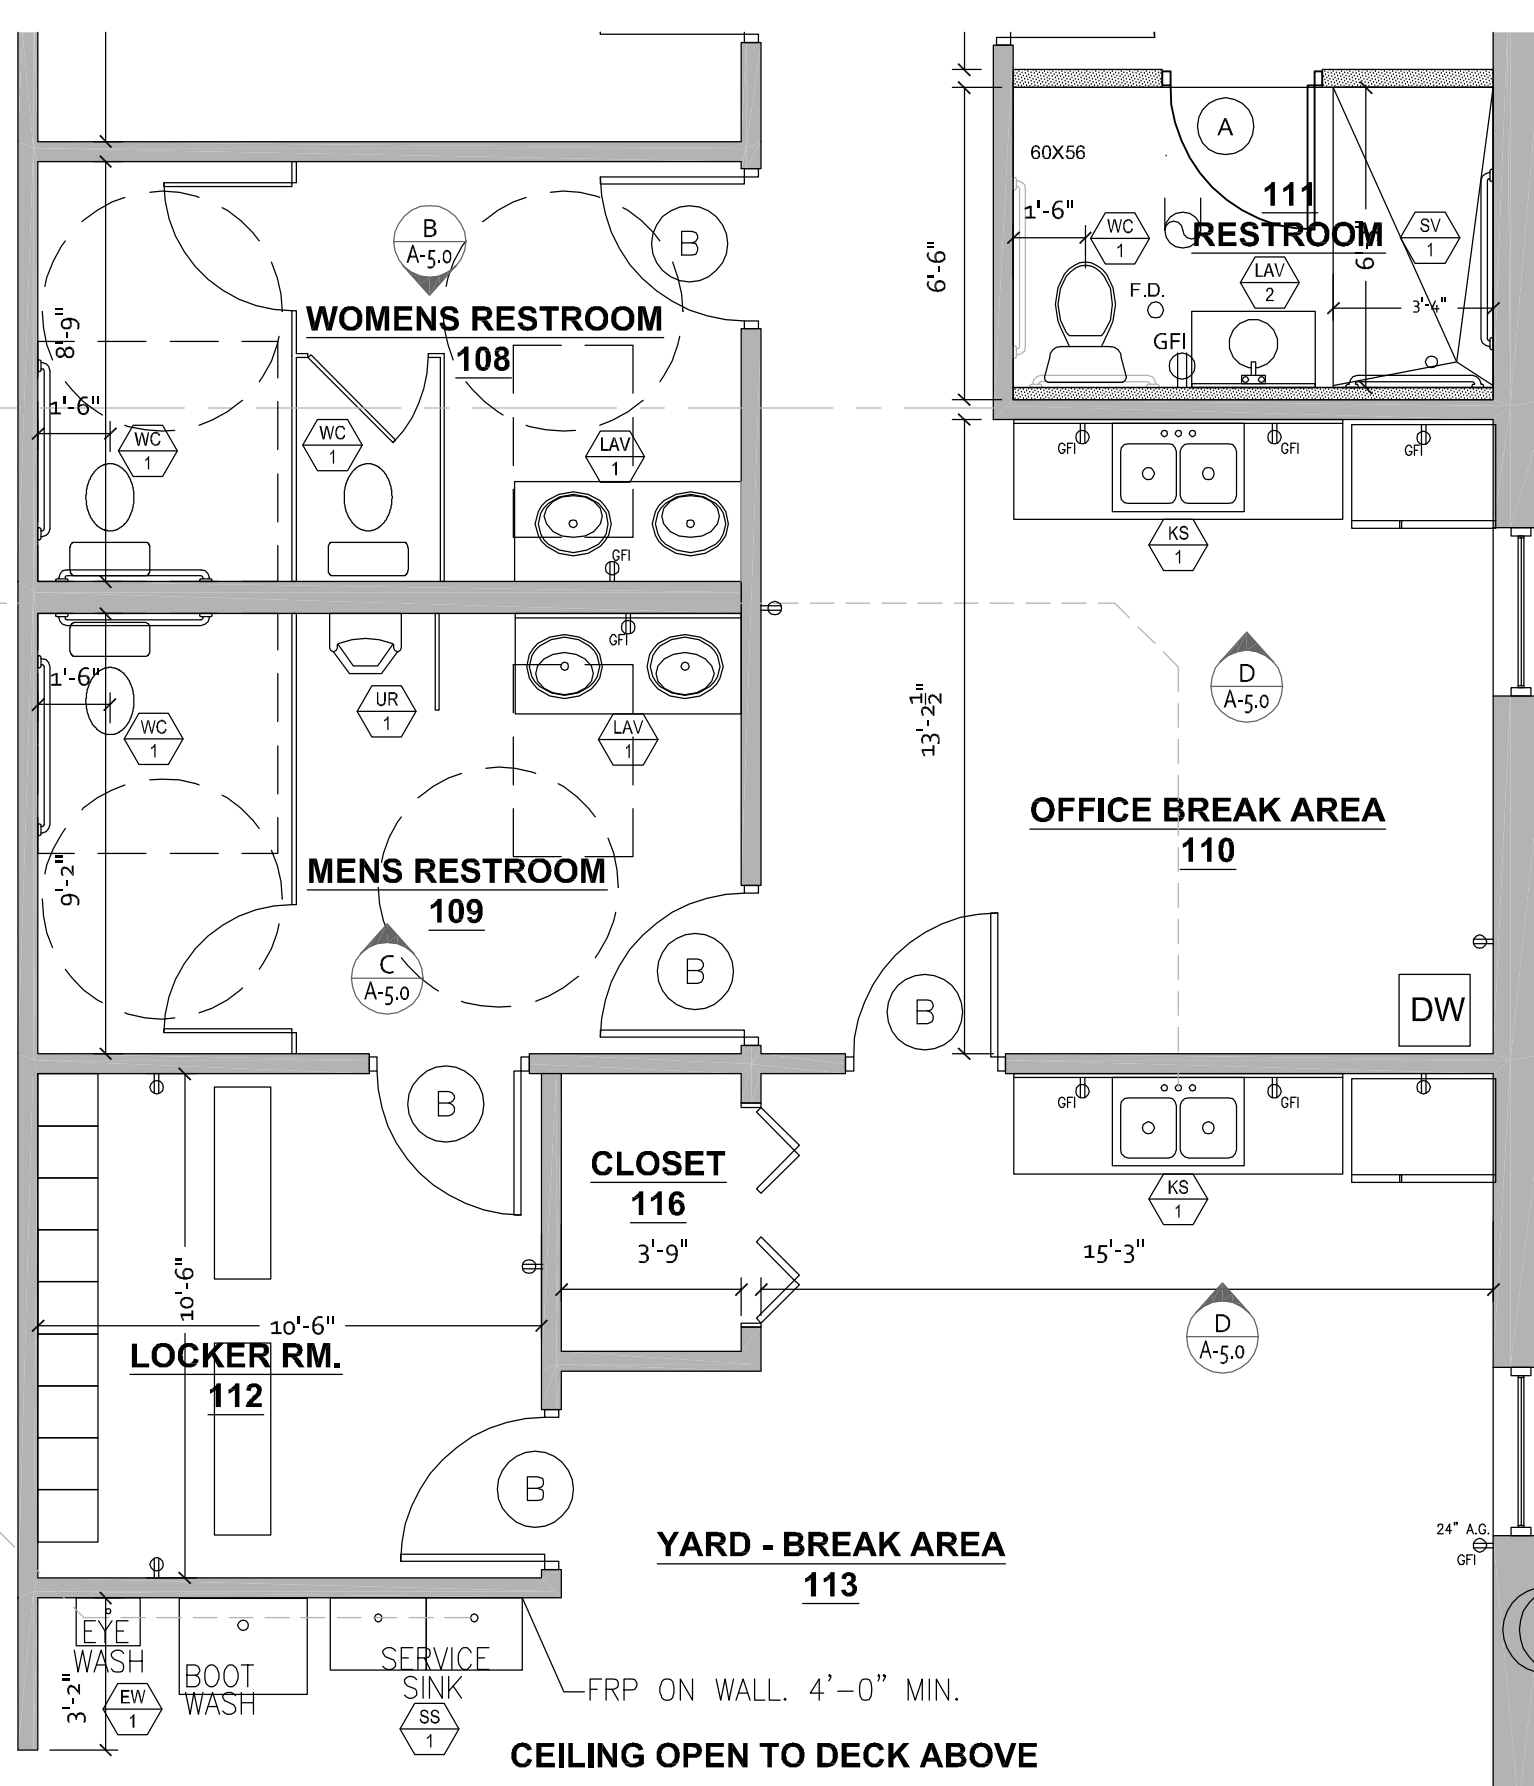 A
60X56
111
RESTROOM
1'-6"
WC
1
SV
1
LAV
2
6'-6"
F.D.
3'-4"
GFI
B
A-5.0
B
WOMENS RESTROOM
108
8'-9"
1'-6"
WC
1
WC
1
LAV
1
GFI
GFI
GFI
GFI
KS
1
GFI
1'-6"
WC
1
UR
1
LAV
1
D
A-5.0
13'-2½"
OFFICE BREAK AREA
110
9'-2"
MENS RESTROOM
109
C
A-5.0
B
B
DW
B
GFI
GFI
KS
1
CLOSET
116
3'-9"
15'-3"
10'-6"
10'-6"
LOCKER RM.
112
D
A-5.0
B
YARD - BREAK AREA
113
24" A.G.
GFI
EYE
WASH
BOOT
WASH
SERVICE
SINK
3'-2"
EW
1
SS
1
FRP ON WALL. 4'-0" MIN.
CEILING OPEN TO DECK ABOVE